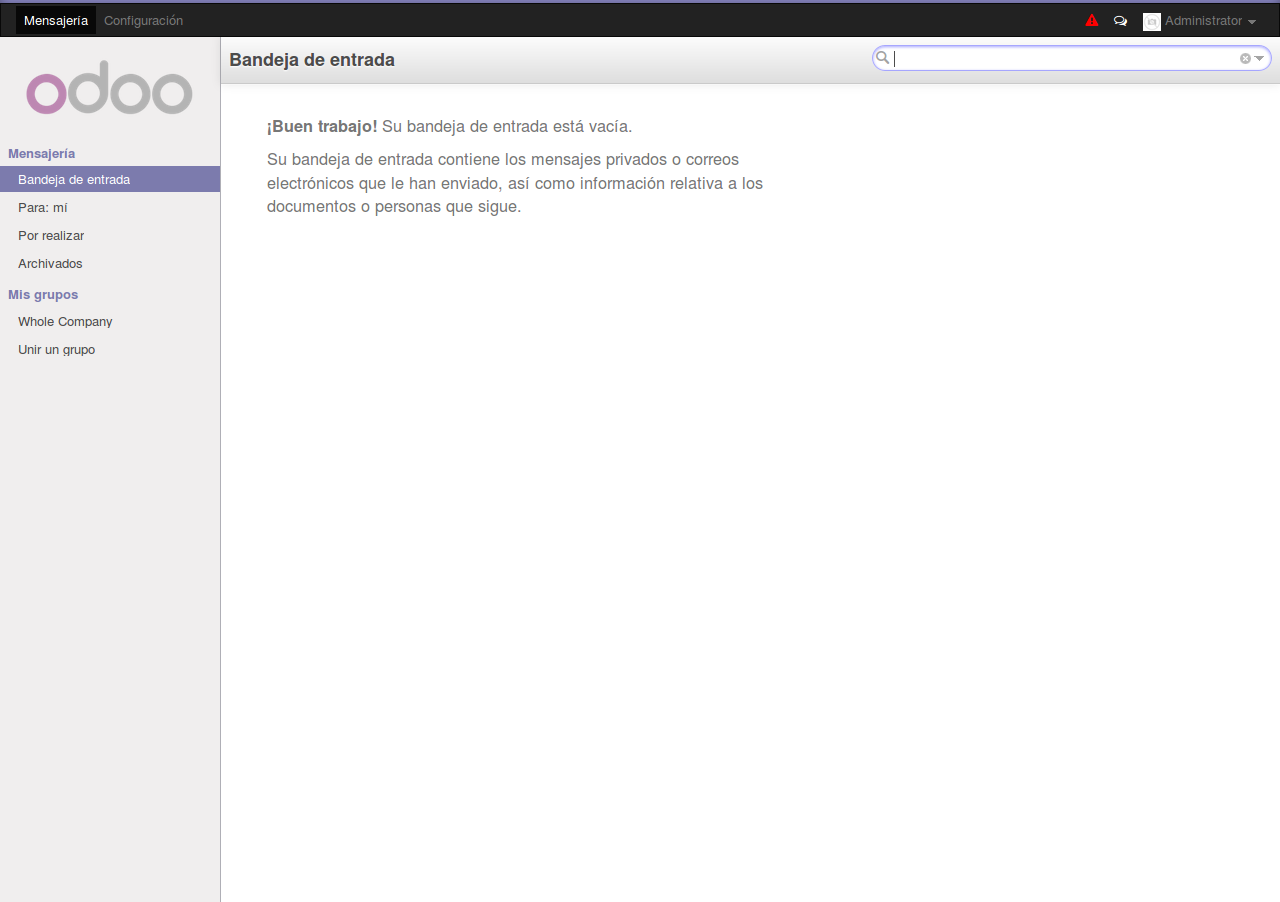 Mensajería Configuración Administrator
odoo
Bandeja de entrada
Mensajería
Bandeja de entrada
Para: mí
Por realizar
Archivados
Mis grupos
Whole Company
Unir un grupo
¡Buen trabajo! Su bandeja de entrada está vacía.
Su bandeja de entrada contiene los mensajes privados o correos
electrónicos que le han enviado, así como información relativa a los
documentos o personas que sigue.